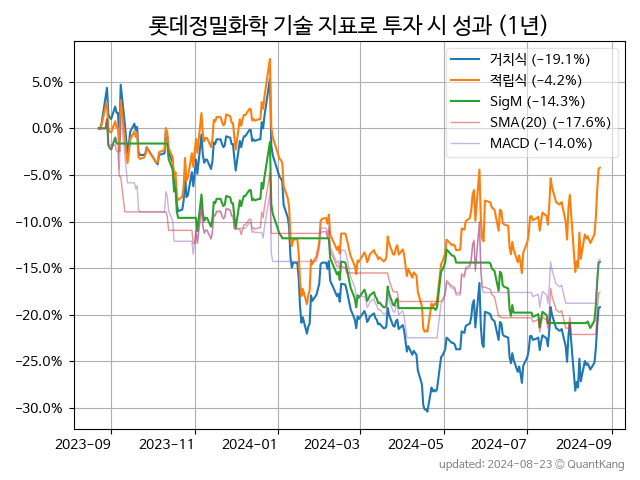 롯데정밀화학 기술 지표로 투자 시 성과 (1년)
거치식 (−19.1%)
적립식 (−4.2%)
SigM (−14.3%)
SMA(20) (−17.6%)
MACD (−14.0%)
5.0%
0.0%
−5.0%
−10.0%
−15.0%
−20.0%
−25.0%
−30.0%
2023-09 2023-11 2024-01 2024-03 2024-05 2024-07 2024-09
updated: 2024-08-23 © QuantKang